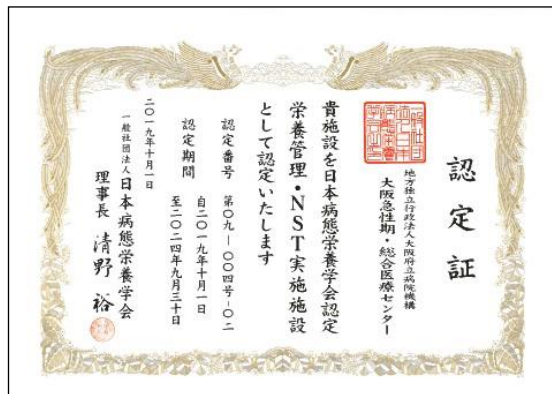 認定証
地方独立行政法人大阪府立病院機構
大阪急性期・総合医療センター
貴施設を日本病態栄養学会認定
栄養管理・NST実施施設
として認定いたします
認定番号 第〇九－〇〇四号－〇二
認定期間 自二〇一九年十月一日
至二〇二四年九月三十日
二〇一九年十月一日
一般社団法人日本病態栄養学会
理事長 清野 裕